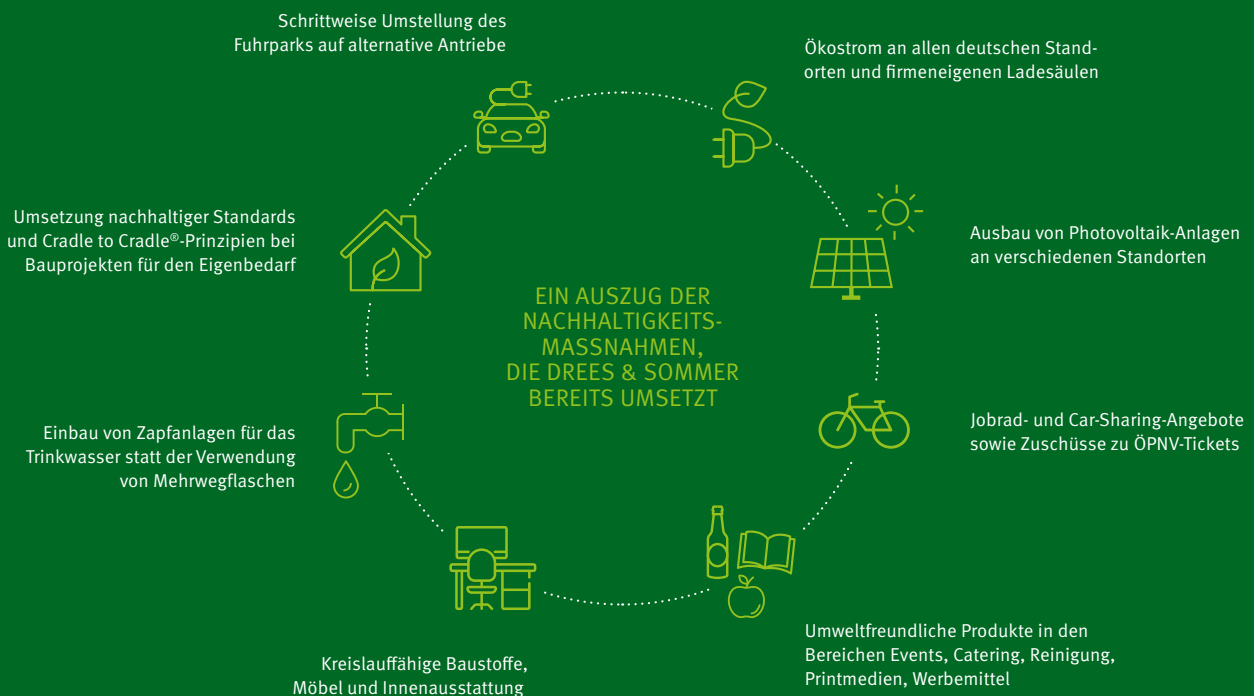 Schrittweise Umstellung des
Fuhrparks auf alternative Antriebe
Ökostrom an allen deutschen Stand-
orten und firmeneigenen Ladesäulen
Umsetzung nachhaltiger Standards
und Cradle to Cradle®-Prinzipien bei
Bauprojekten für den Eigenbedarf
Ausbau von Photovoltaik-Anlagen
an verschiedenen Standorten
EIN AUSZUG DER
NACHHALTIGKEITS-
MASSNAHMEN,
DIE DREES & SOMMER
BEREITS UMSETZT
Einbau von Zapfanlagen für das
Trinkwasser statt der Verwendung
von Mehrwegflaschen
Jobrad- und Car-Sharing-Angebote
sowie Zuschüsse zu ÖPNV-Tickets
Kreislauffähige Baustoffe,
Möbel und Innenausstattung
Umweltfreundliche Produkte in den
Bereichen Events, Catering, Reinigung,
Printmedien, Werbemittel